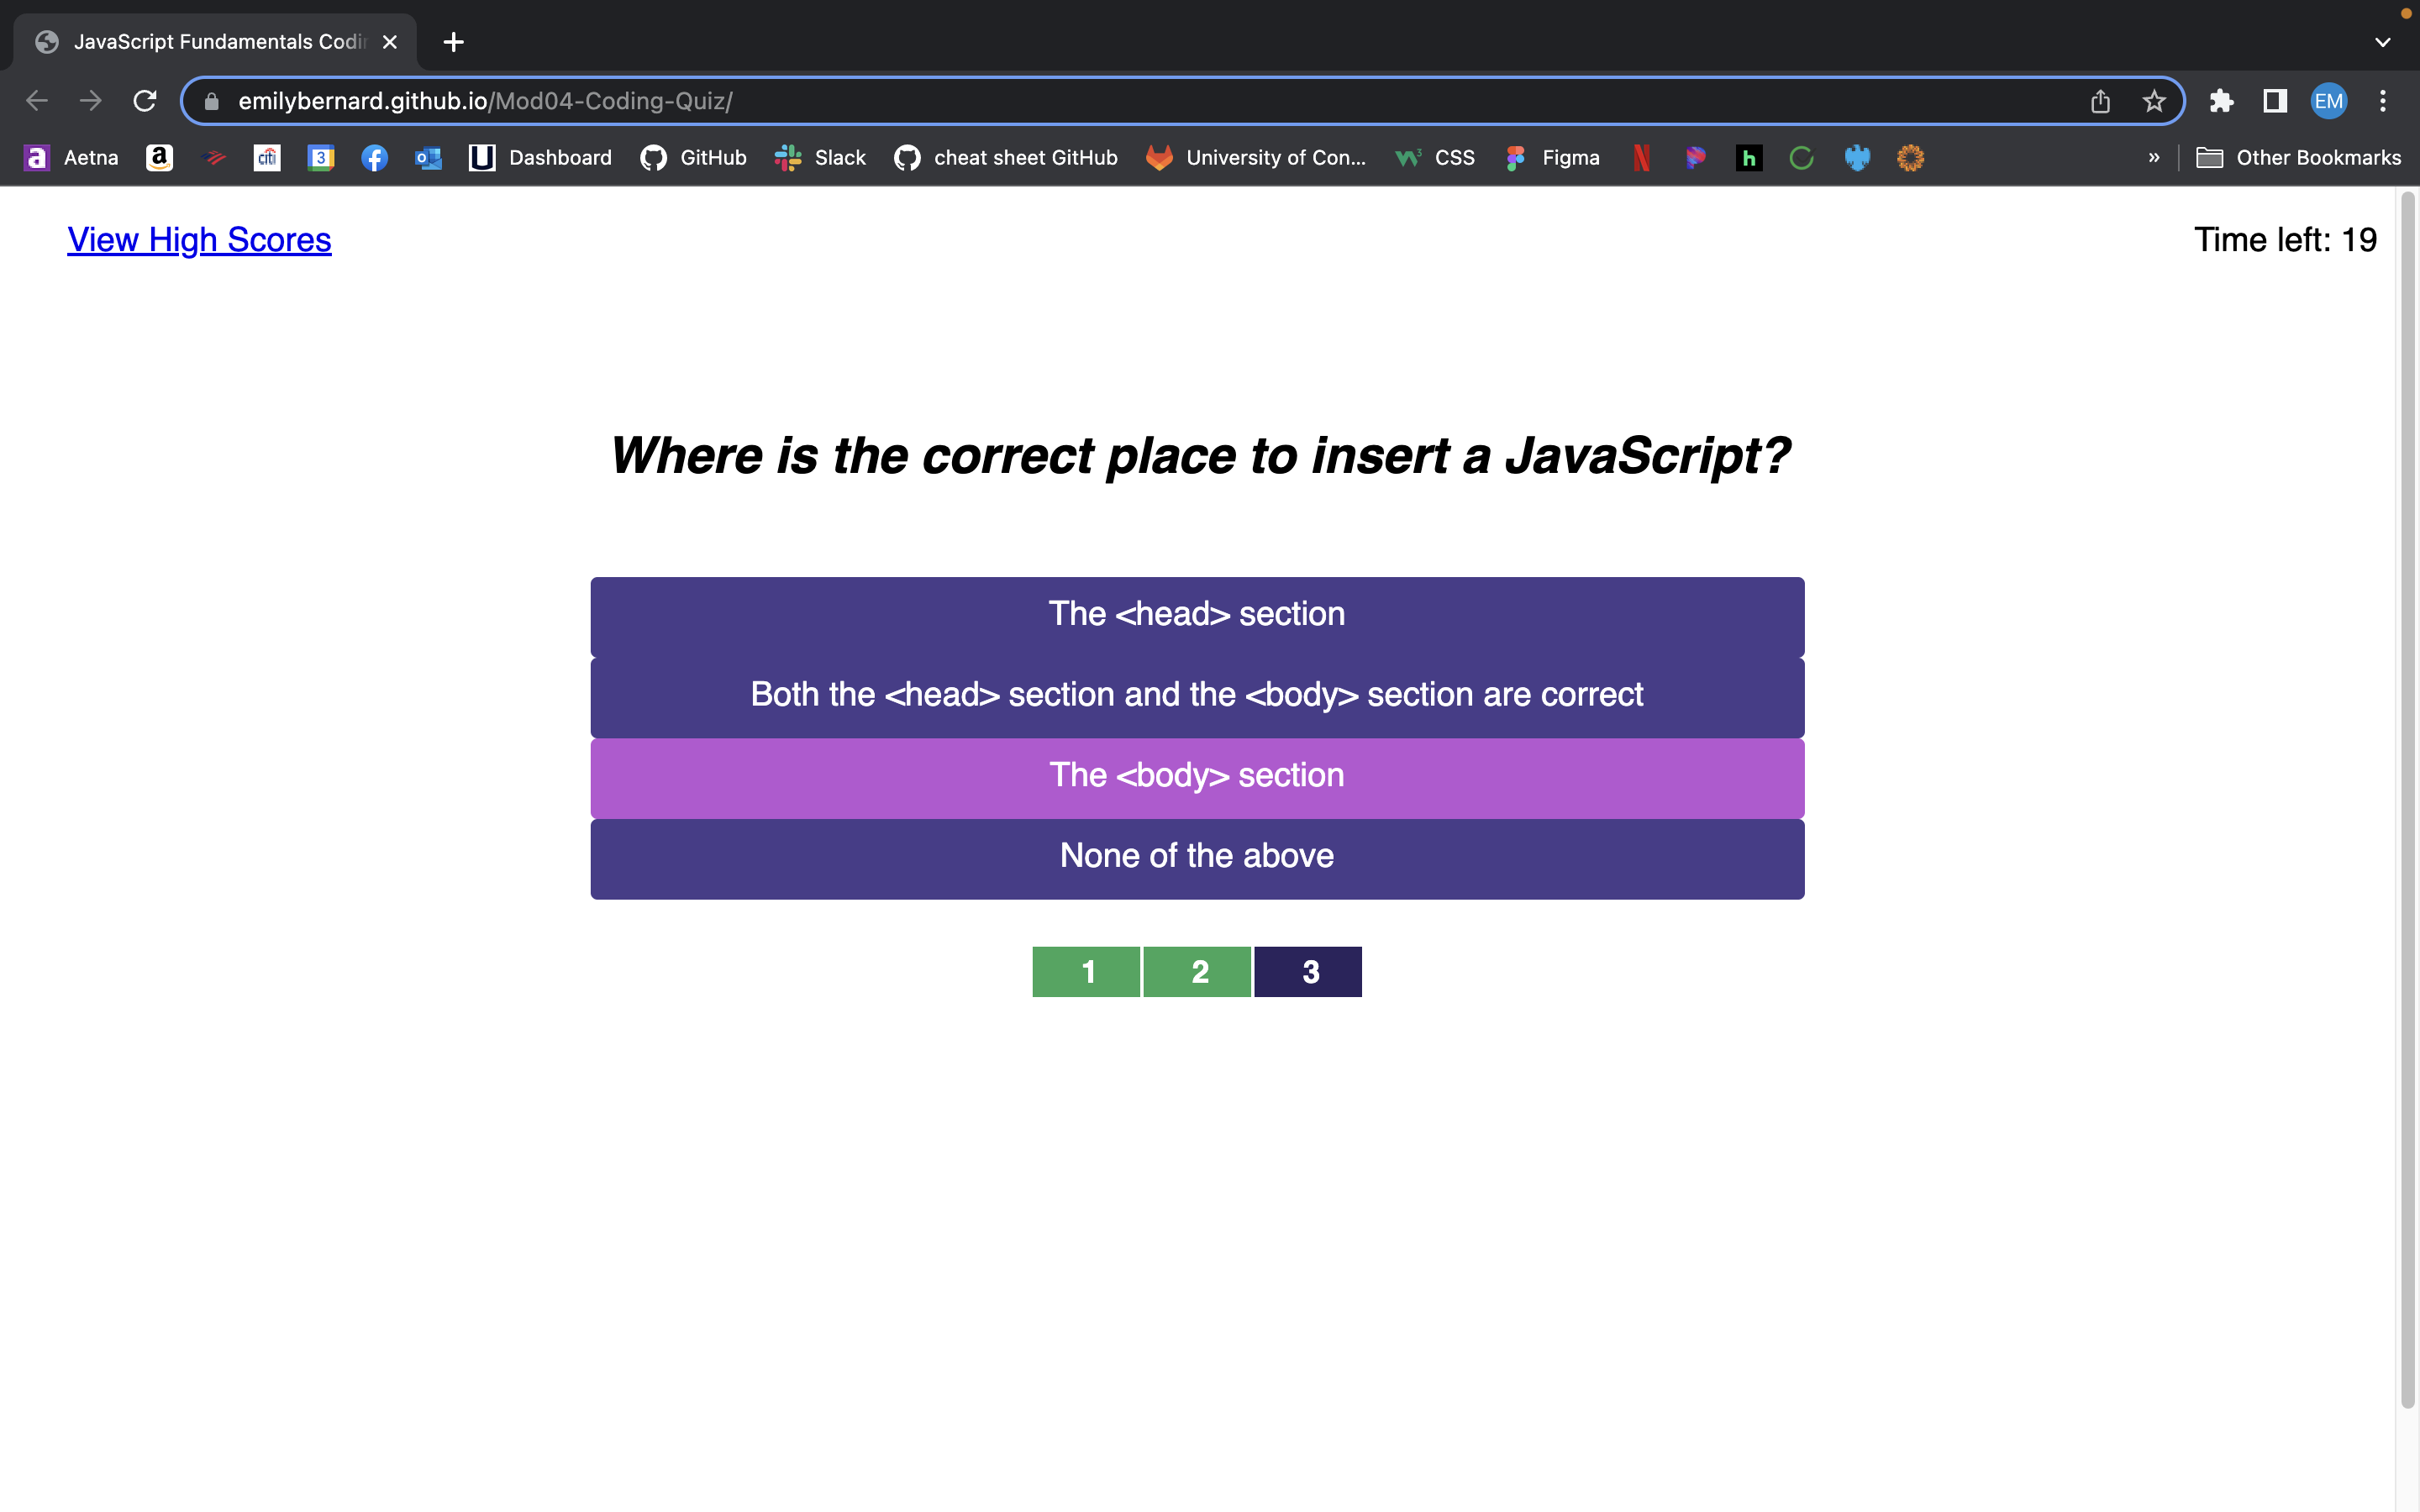 JavaScript Fundamentals Codin
emilybernard.github.io/Mod04-Coding-Quiz/
EM
a Aetna
a
citi
3
Dashboard
GitHub
Slack
cheat sheet GitHub
University of Con...
CSS
Figma
N
h
» Other Bookmarks
View High Scores
Time left: 19
Where is the correct place to insert a JavaScript?
The <head> section
Both the <head> section and the <body> section are correct
The <body> section
None of the above
1 2 3